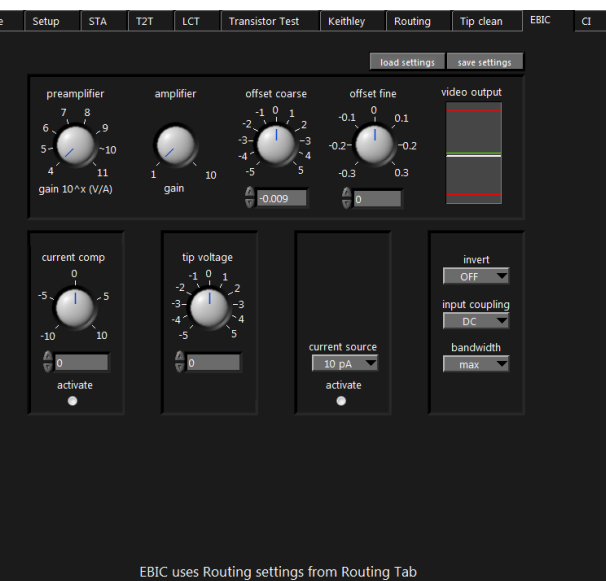 e Setup STA T2T LCT Transistor Test Keithley Routing Tip clean EBIC CI
load settings save settings
preamplifier amplifier offset coarse offset fine video output
7 8
6 9
5 10
4 11
gain 10^x (V/A)
1 10
gain
-1 0 1
-2 2
-3 3
-4 4
-5 5
-0.009
0
-0.1 0.1
-0.2 0.2
-0.3 0.3
0
current comp tip voltage
0
-5 5
-10 10
0
activate
-1 0 1
-2 2
-3 3
-4 4
-5 5
0
current source
10 pA
activate
invert
OFF
input coupling
DC
bandwidth
max
EBIC uses Routing settings from Routing Tab